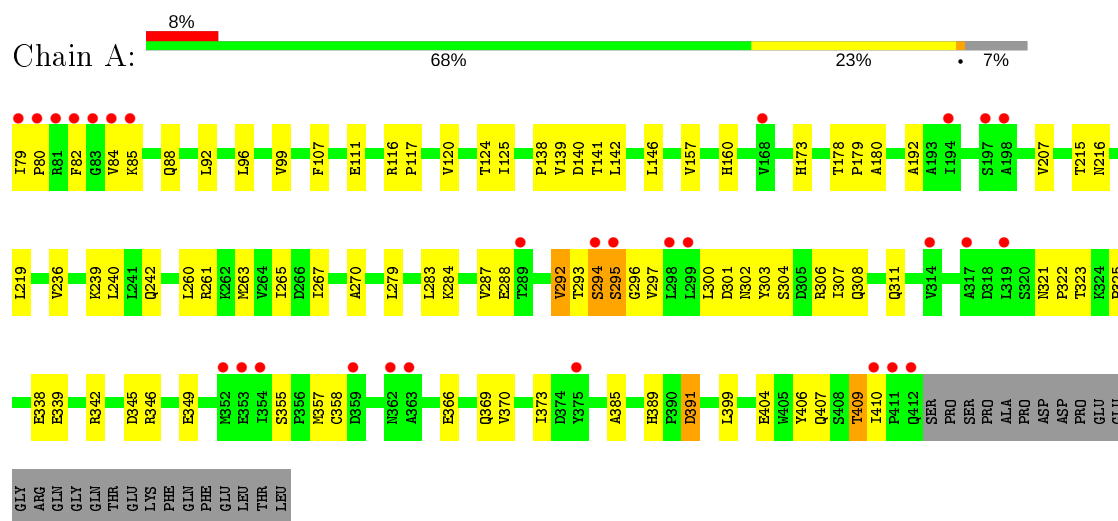 8%
Chain A:
68% 23% • 7%
I79 P80 R81 F82 G83 V84 K85 Q88 L92 L96 V99 F107 E111 R116 P117 V120 T124 I125 P138 V139 D140 T141 L142 L146 V157 H160 V168 H173 T178 P179 A180 A192 A193 I194 S197 A198 V207 T215 N216
L219 V236 K239 L240 L241 Q242 L260 R261 K262 M263 V264 I265 D266 I267 A270 L279 L283 K284 V287 E288 T289 V292 T293 S294 S295 G296 V297 L298 L299 L300 D301 N302 Y303 S304 D305 R306 I307 Q308 Q311 V314 A317 D318 L319 S320 N321 P322 T323 K324
E338 E339 R342 D345 R346 E349 M352 E353 I354 S355 P356 M357 C358 D359 N362 A363 E366 Q369 V370 I373 D374 Y375 A385 H389 P390 D391 L399 E404 W405 Y406 Q407 S408 T409 I410 P411 Q412 SER PRO SER PRO ALA PRO ASP ASP PRO GLU
GLY ARG GLN GLY GLN THR GLU LYS PHE GLN PHE GLU LEU THR LEU